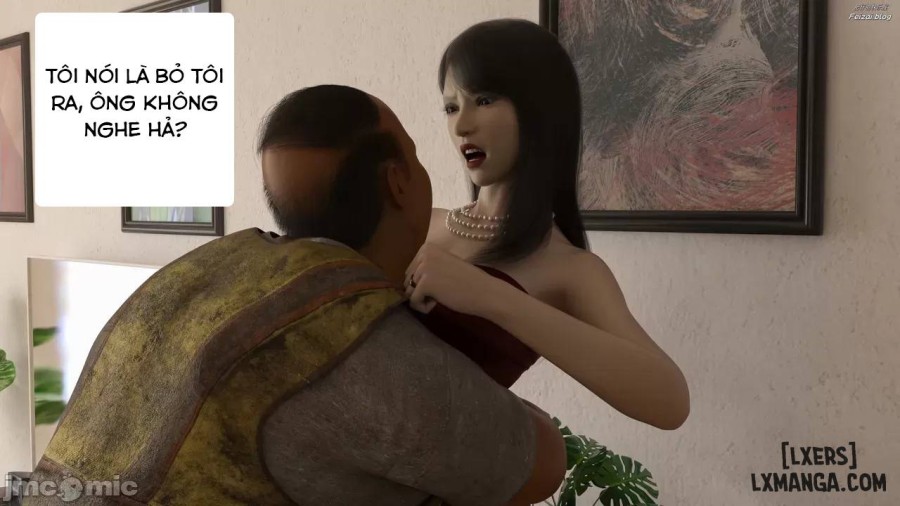 Feizai.blog
TÔI NÓI LÀ BỎ TÔI
RA, ÔNG KHÔNG
NGHE HẢ?
jmcomic
[LXERS]
LXMANGA.COM